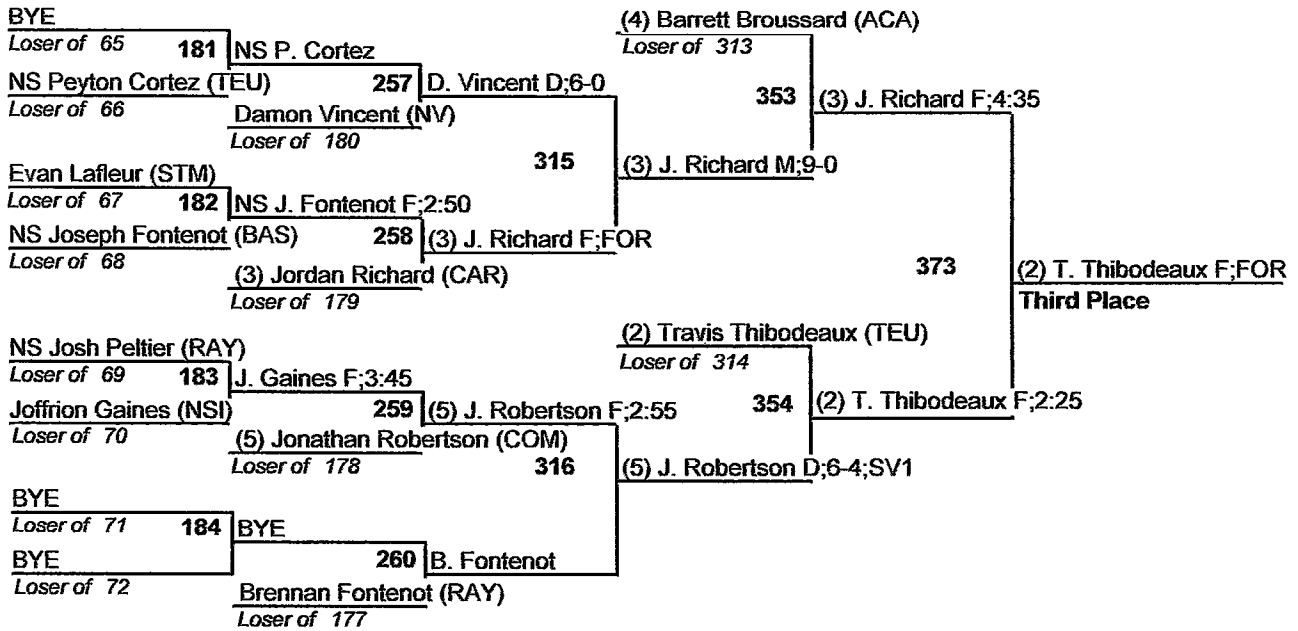 BYE
Loser of 65
181
NS P. Cortez
NS Peyton Cortez (TEU)
Loser of 66
257
D. Vincent D;6-0
Damon Vincent (NV)
Loser of 180
315
(3) J. Richard M;9-0
Evan Lafleur (STM)
Loser of 67
182
NS J. Fontenot F;2:50
NS Joseph Fontenot (BAS)
Loser of 68
258
(3) J. Richard F;FOR
(3) Jordan Richard (CAR)
Loser of 179
(4) Barrett Broussard (ACA)
Loser of 313
353
(3) J. Richard F;4:35
373
(2) T. Thibodeaux F;FOR
Third Place
NS Josh Peltier (RAY)
Loser of 69
183
J. Gaines F;3:45
Joffrion Gaines (NSI)
Loser of 70
259
(5) J. Robertson F;2:55
(5) Jonathan Robertson (COM)
Loser of 178
316
(5) J. Robertson D;6-4;SV1
BYE
Loser of 71
184
BYE
BYE
Loser of 72
260
B. Fontenot
Brennan Fontenot (RAY)
Loser of 177
(2) Travis Thibodeaux (TEU)
Loser of 314
354
(2) T. Thibodeaux F;2:25